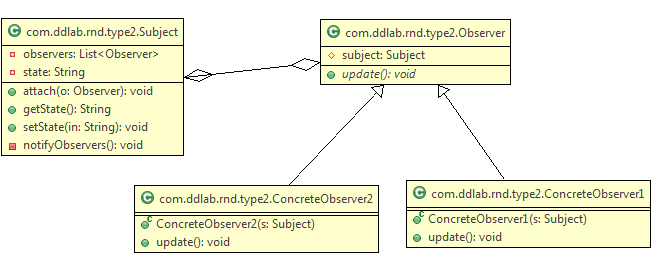 com.ddlab.rnd.type2.Subject
observers: List<Observer>
state: String
attach(o: Observer): void
getState(): String
setState(in: String): void
notifyObservers(): void
com.ddlab.rnd.type2.Observer
subject: Subject
update(): void
com.ddlab.rnd.type2.ConcreteObserver2
ConcreteObserver2(s: Subject)
update(): void
com.ddlab.rnd.type2.ConcreteObserver1
ConcreteObserver1(s: Subject)
update(): void